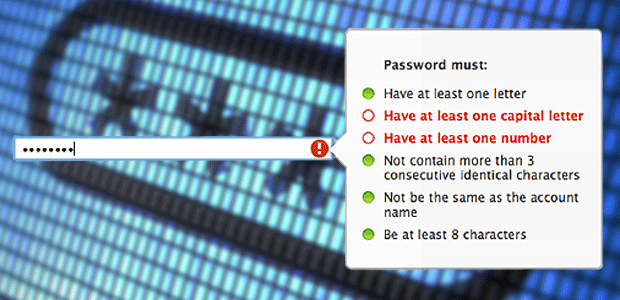 Password must:
Have at least one letter
Have at least one capital letter
Have at least one number
Not contain more than 3
consecutive identical characters
Not be the same as the account
name
Be at least 8 characters